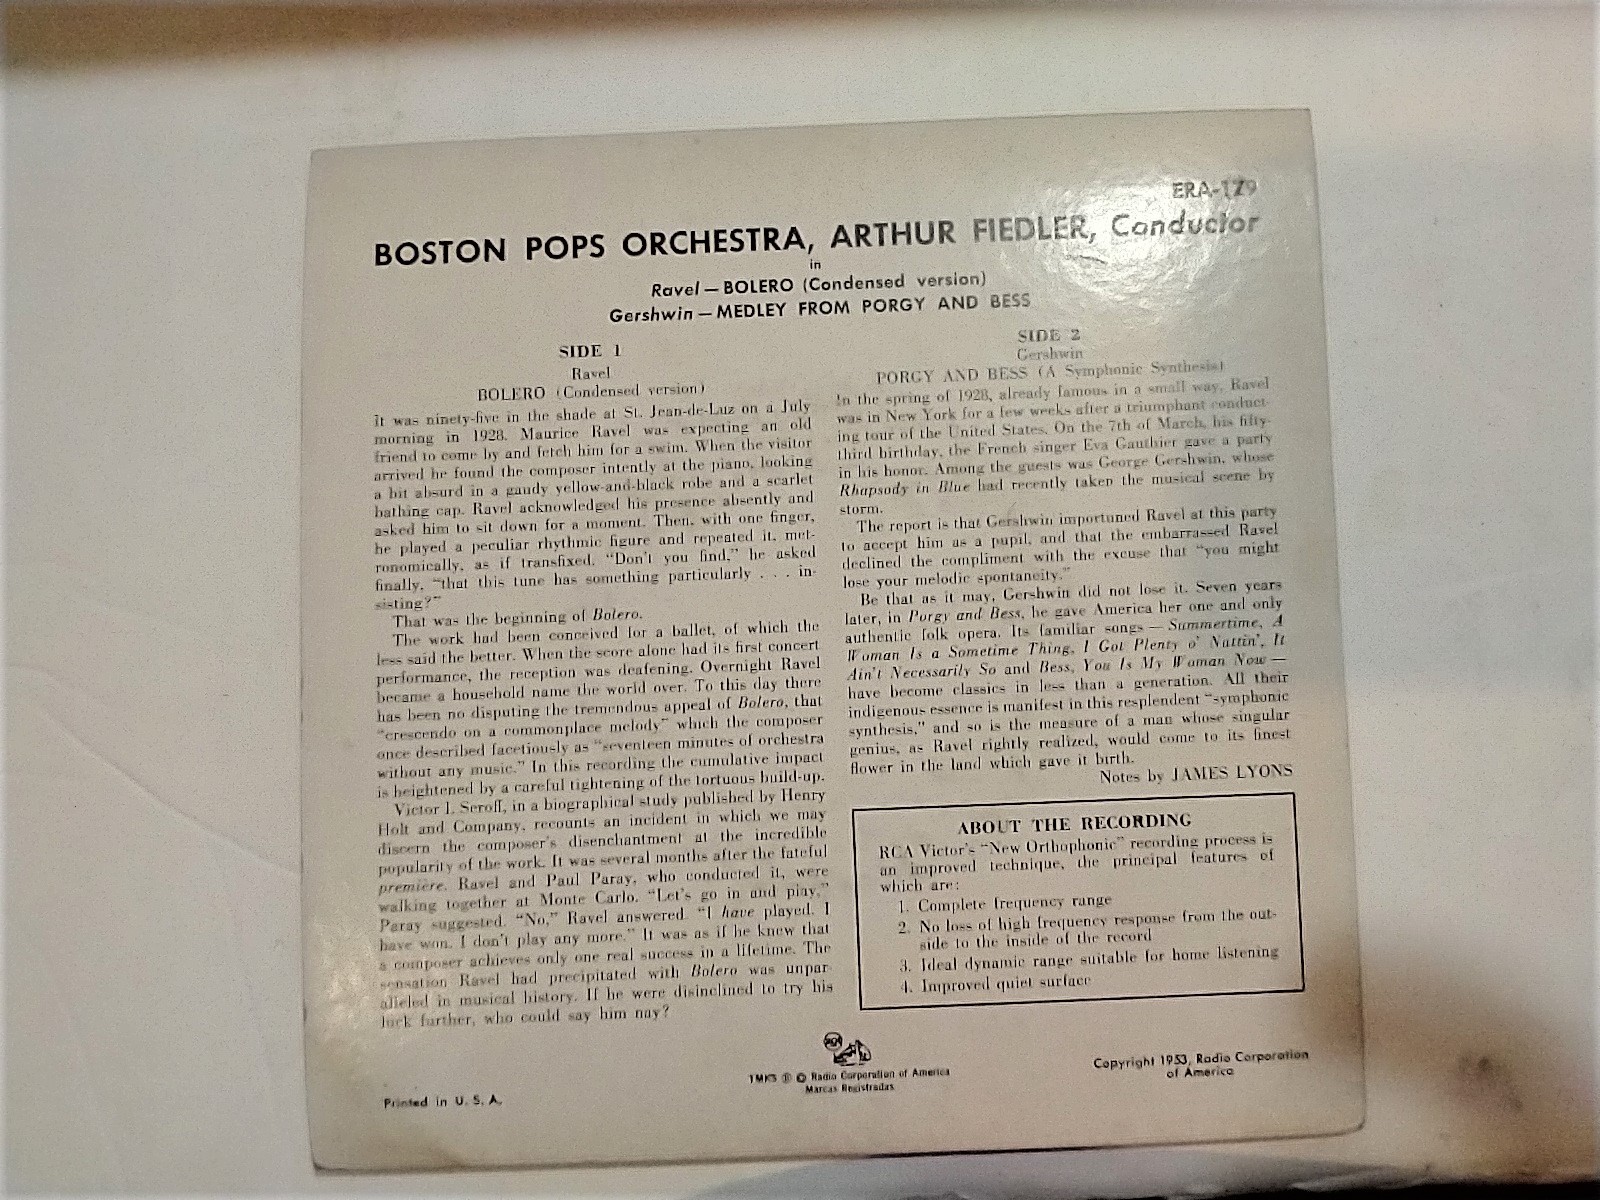 ERA-179
BOSTON POPS ORCHESTRA, ARTHUR FIEDLER, Conductor
in
Ravel—BOLERO (Condensed version)
Gershwin—MEDLEY FROM PORGY AND BESS
SIDE 1
Ravel
BOLERO (Condensed version)
It was ninety-five in the shade at St. Jean-de-Luz on a July
morning in 1928. Maurice Ravel was expecting an old
friend to come by and fetch him for a swim. When the visitor
arrived he found the composer intently at the piano, looking
a bit absurd in a gaudy yellow-and-black robe and a scarlet
bathing cap. Ravel acknowledged his presence absently and
asked him to sit down for a moment. Then, with one finger,
he played a peculiar rhythmic figure and repeated it, met-
ronomically, as if transfixed. “Don't you find,” he asked
finally, “that this tune has something particularly . . . in-
sisting?”
That was the beginning of Bolero.
The work had been conceived for a ballet, of which the
less said the better. When the score alone had its first concert
performance, the reception was deafening. Overnight Ravel
became a household name the world over. To this day there
has been no disputing the tremendous appeal of Bolero, that
“crescendo on a commonplace melody” which the composer
once described facetiously as “seventeen minutes of orchestra
without any music.” In this recording the cumulative impact
is heightened by a careful tightening of the tortuous build-up.
Victor I. Seroff, in a biographical study published by Henry
Holt and Company, recounts an incident in which we may
discern the composer's disenchantment at the incredible
popularity of the work. It was several months after the fateful
première. Ravel and Paul Paray, who conducted it, were
walking together at Monte Carlo. “Let's go in and play,”
Paray suggested. “No,” Ravel answered. “I have played. I
have won. I don't play any more.” It was as if he knew that
a composer achieves only one real success in a lifetime. The
sensation Ravel had precipitated with Bolero was unpar-
alleled in musical history. If he were disinclined to try his
luck further, who could say him nay?
SIDE 2
Gershwin
PORGY AND BESS (A Symphonic Synthesis)
In the spring of 1928, already famous in a small way, Ravel
was in New York for a few weeks after a triumphant conduct-
ing tour of the United States. On the 7th of March, his fifty-
third birthday, the French singer Eva Gauthier gave a party
in his honor. Among the guests was George Gershwin, whose
Rhapsody in Blue had recently taken the musical scene by
storm.
The report is that Gershwin importuned Ravel at this party
to accept him as a pupil, and that the embarrassed Ravel
declined the compliment with the excuse that “you might
lose your melodic spontaneity.”
Be that as it may, Gershwin did not lose it. Seven years
later, in Porgy and Bess, he gave America her one and only
authentic folk opera. Its familiar songs—Summertime, A
Woman Is a Sometime Thing, I Got Plenty o' Nuttin', It
Ain't Necessarily So and Bess, You Is My Woman Now—
have become classics in less than a generation. All their
indigenous essence is manifest in this resplendent “symphonic
synthesis,” and so is the measure of a man whose singular
genius, as Ravel rightly realized, would come to its finest
flower in the land which gave it birth.
Notes by JAMES LYONS
ABOUT THE RECORDING
RCA Victor's “New Orthophonic” recording process is
an improved technique, the principal features of
which are:
1. Complete frequency range
2. No loss of high frequency response from the out-
side to the inside of the record
3. Ideal dynamic range suitable for home listening
4. Improved quiet surface
RCA
TMKS ® © Radio Corporation of America
Marcas Registradas
Copyright 1953, Radio Corporation
of America
Printed in U. S. A.